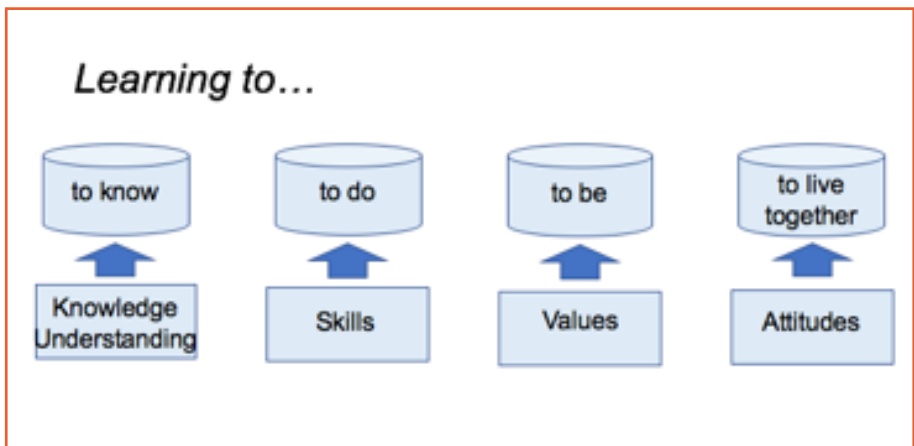 Learning to...
to know
to do
to be
to live
together
Knowledge
Understanding
Skills
Values
Attitudes